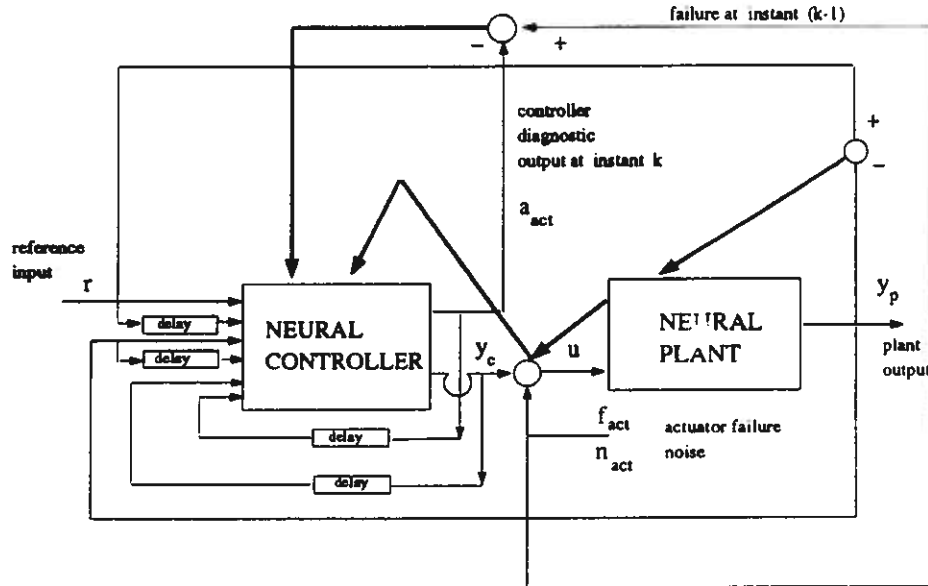 failure at instant (k-1)
- +
controller
diagnostic
output at instant k
a act
+
-
reference
input
r
delay
delay
NEURAL
CONTROLLER
y c
u
NEURAL
PLANT
y p
plant
output
f act
n act
actuator failure
noise
delay
delay